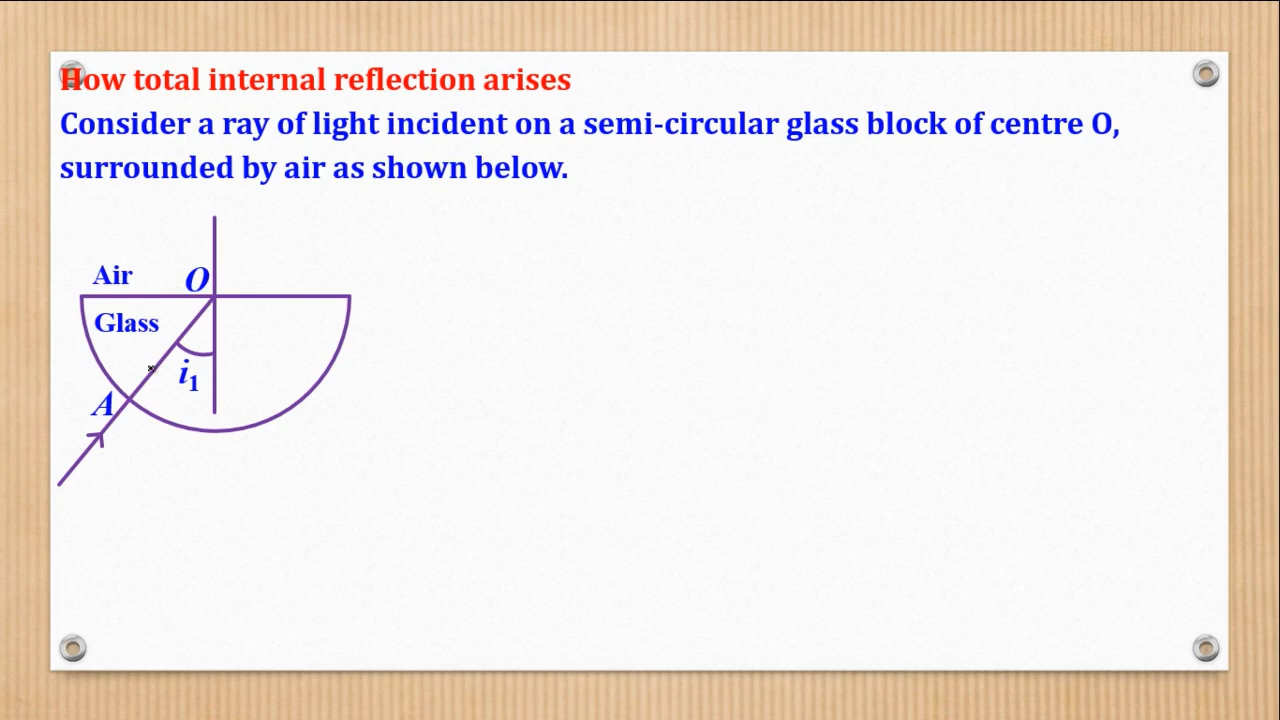 How total internal reflection arises
Consider a ray of light incident on a semi-circular glass block of centre O,
surrounded by air as shown below.
Air
O
Glass
i₁
A